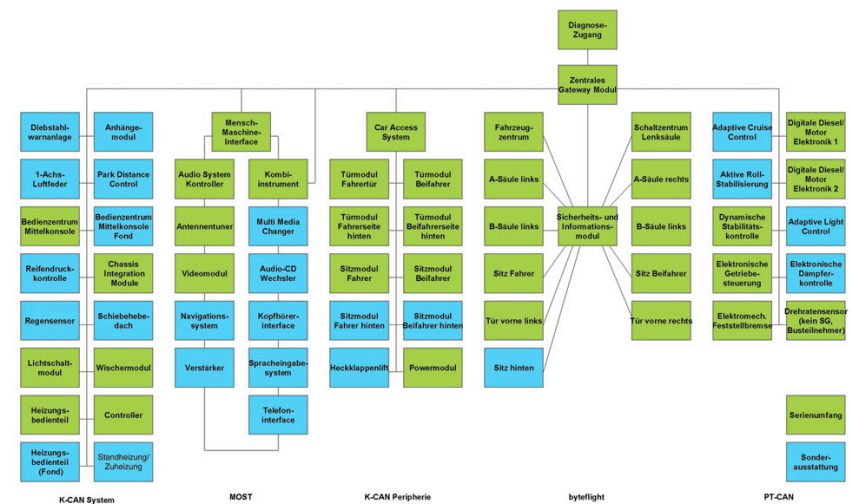 Diagnose-
Zugang
Zentrales
Gateway Modul
Diebstahl-
warnanlage
Anhänge-
modul
1-Achs-
Luftfeder
Park Distance
Control
Bedienzentrum
Mittelkonsole
Bedienzentrum
Mittelkonsole
Fond
Reifendruck-
kontrolle
Chassis
Integration
Module
Regensensor
Schiebehebe-
dach
Lichtschalt-
modul
Wischermodul
Heizungs-
bedienteil
Controller
Heizungs-
bedienteil
(Fond)
Standheizung/
Zuheizung
K-CAN System
Mensch-
Maschine-
Interface
Audio System
Kontroller
Kombi-
instrument
Antennentuner
Multi Media
Changer
Videomodul
Audio-CD
Wechsler
Navigations-
system
Kopfhörer-
interface
Verstärker
Spracheingabe-
system
Telefon-
interface
MOST
Car Access
System
Türmodul
Fahrertür
Türmodul
Beifahrer
Türmodul
Fahrerseite
hinten
Türmodul
Beifahrerseite
hinten
Sitzmodul
Fahrer
Sitzmodul
Beifahrer
Sitzmodul
Fahrer hinten
Sitzmodul
Beifahrer hinten
Heckklappenlift
Powermodul
K-CAN Peripherie
Fahrzeug-
zentrum
Schaltzentrum
Lenksäule
A-Säule links
A-Säule rechts
B-Säule links
Sicherheits- und
Informations-
modul
B-Säule links
Sitz Fahrer
Sitz Beifahrer
Tür vorne links
Tür vorne rechts
Sitz hinten
byteflight
Adaptive Cruise
Control
Digitale Diesel/
Motor
Elektronik 1
Aktive Roll-
Stabilisierung
Digitale Diesel/
Motor
Elektronik 2
Dynamische
Stabilitäts-
kontrolle
Adaptive Light
Control
Elektronische
Getriebe-
steuerung
Elektronische
Dämpfer-
kontrolle
Elektromech.
Feststellbremse
Drehratensensor
(kein SG,
Busteilnehmer)
PT-CAN
Serienumfang
Sonder-
ausstattung